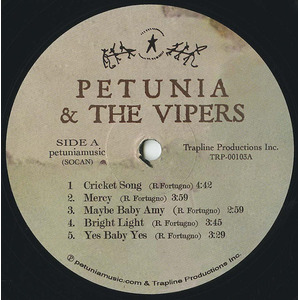 PETUNIA
& THE VIPERS
SIDE A
petuniamusic
(SOCAN)
Trapline Productions Inc.
TRP-00103A
1 Cricket Song (R.Fortugno) 4:42
2. Mercy (R. Fortugno) 3:59
3. Maybe Baby Amy (R. Fortugno) 2:59
4. Bright Light (R. Fortugno) 3:45
5. Yes Baby Yes (R. Fortugno) 3:29
℗ petuniamusic.com & Trapline Productions Inc.